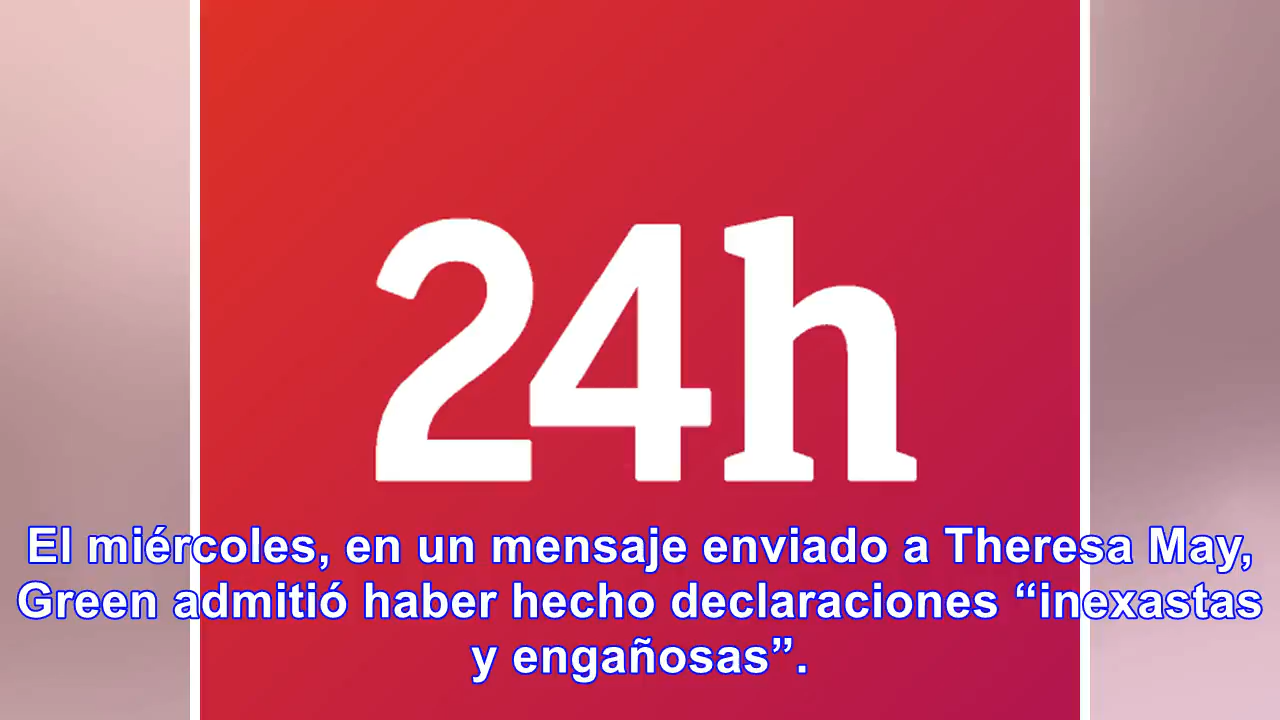 24h
El miércoles, en un mensaje enviado a Theresa May,
Green admitió haber hecho declaraciones “inexastas
y engañosas”.